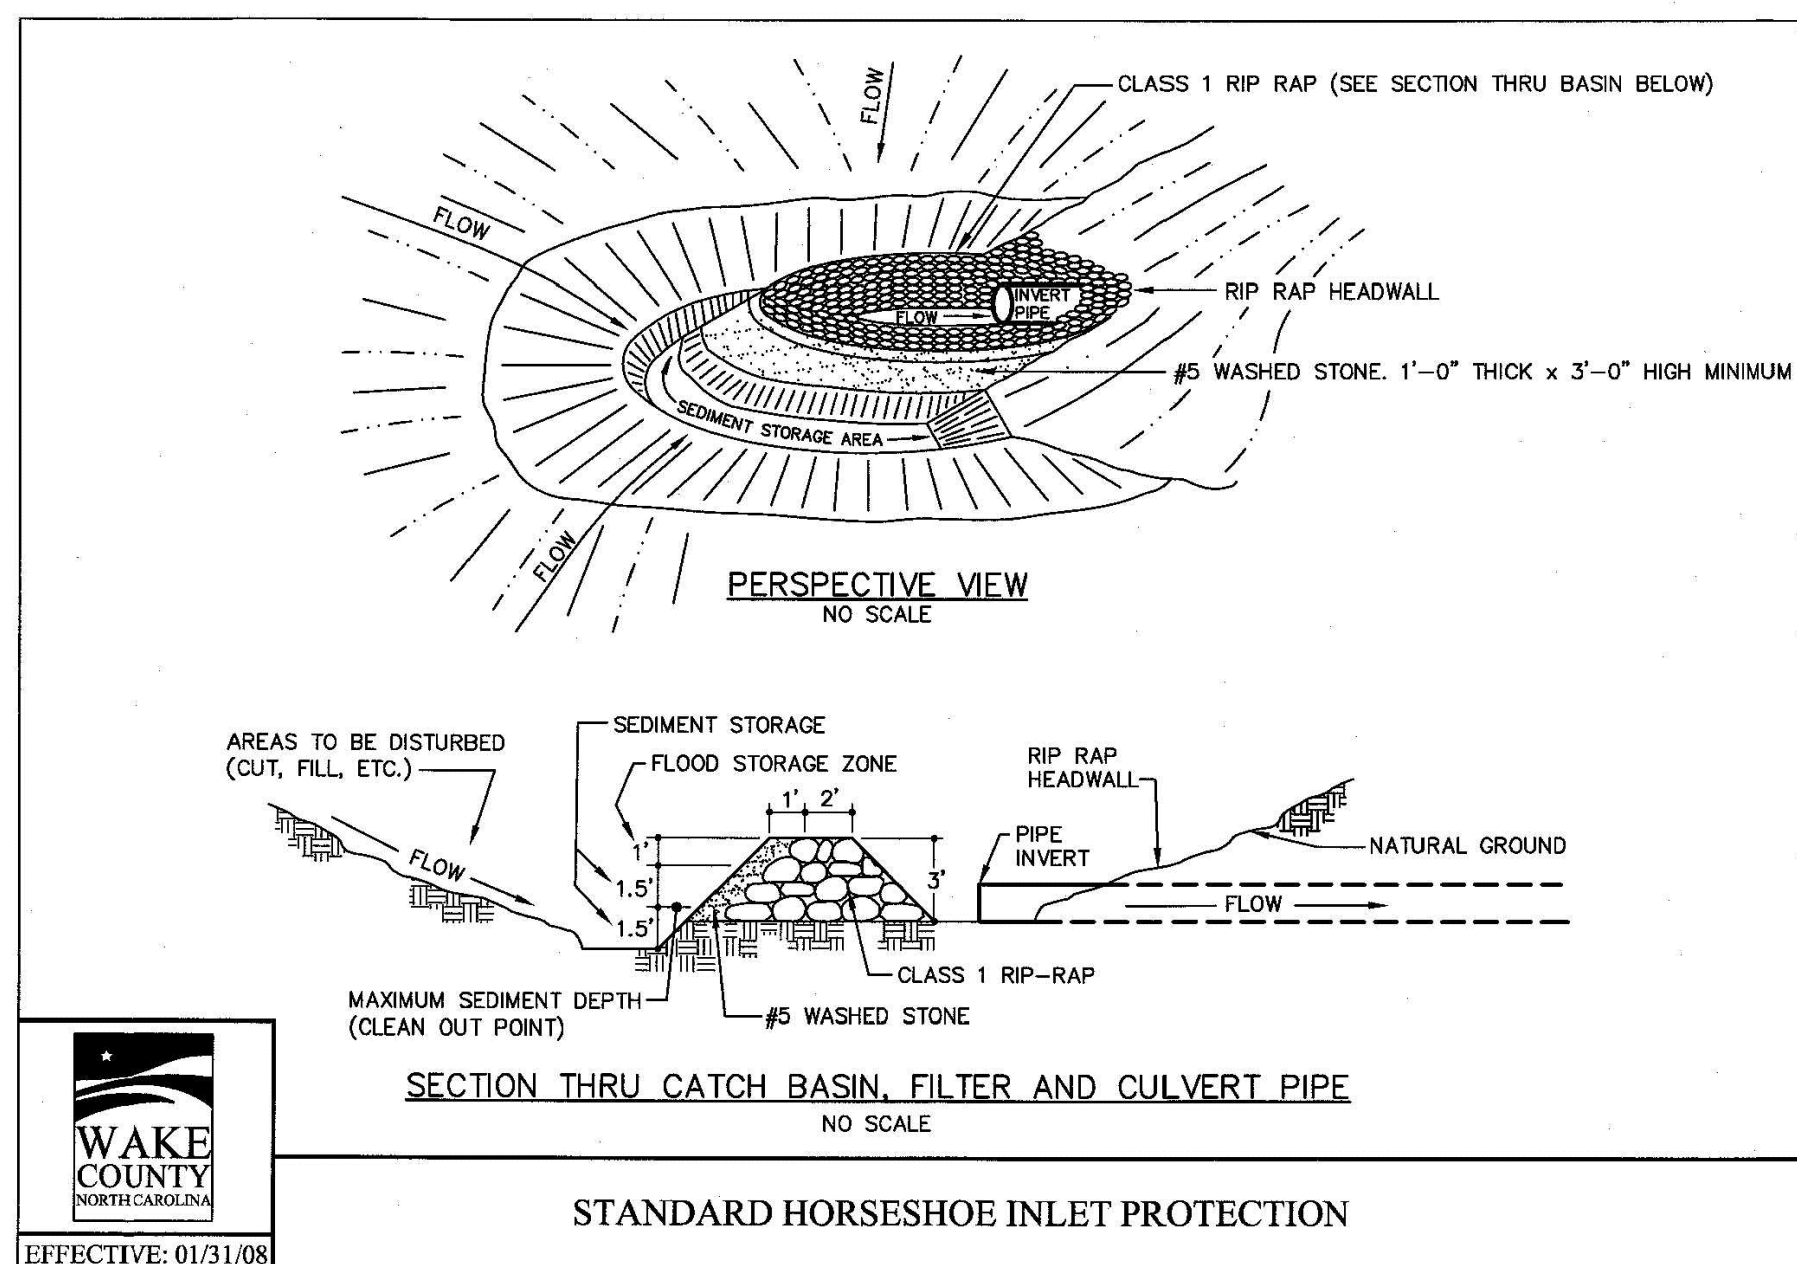 FLOW
CLASS 1 RIP RAP (SEE SECTION THRU BASIN BELOW)
FLOW
RIP RAP HEADWALL
INVERT
PIPE
FLOW
#5 WASHED STONE. 1'-0" THICK x 3'-0" HIGH MINIMUM
SEDIMENT STORAGE AREA
FLOW
PERSPECTIVE VIEW
NO SCALE
SEDIMENT STORAGE
AREAS TO BE DISTURBED
(CUT, FILL, ETC.)
FLOOD STORAGE ZONE
RIP RAP
HEADWALL
1'
2'
PIPE
INVERT
NATURAL GROUND
FLOW
1'
1.5'
1.5'
3'
FLOW
CLASS 1 RIP-RAP
MAXIMUM SEDIMENT DEPTH
(CLEAN OUT POINT)
#5 WASHED STONE
SECTION THRU CATCH BASIN, FILTER AND CULVERT PIPE
NO SCALE
WAKE
COUNTY
NORTH CAROLINA
STANDARD HORSESHOE INLET PROTECTION
EFFECTIVE: 01/31/08